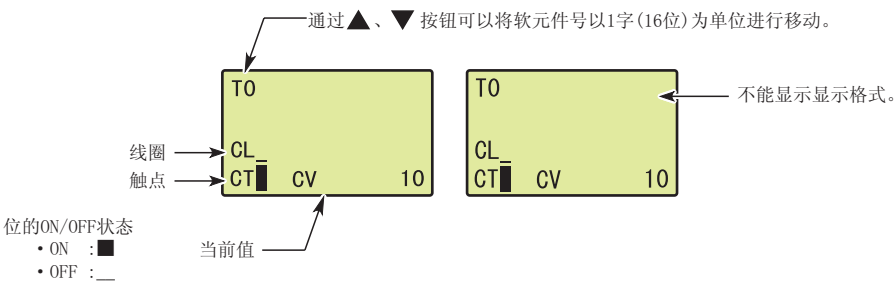 通过▲、▼按钮可以将软元件号以1字(16位)为单位进行移动。
T0
T0
不能显示显示格式。
线圈
CL_
CL_
触点
CT■ CV 10
CT■ CV 10
位的ON/OFF状态
•ON :■
当前值
•OFF :__